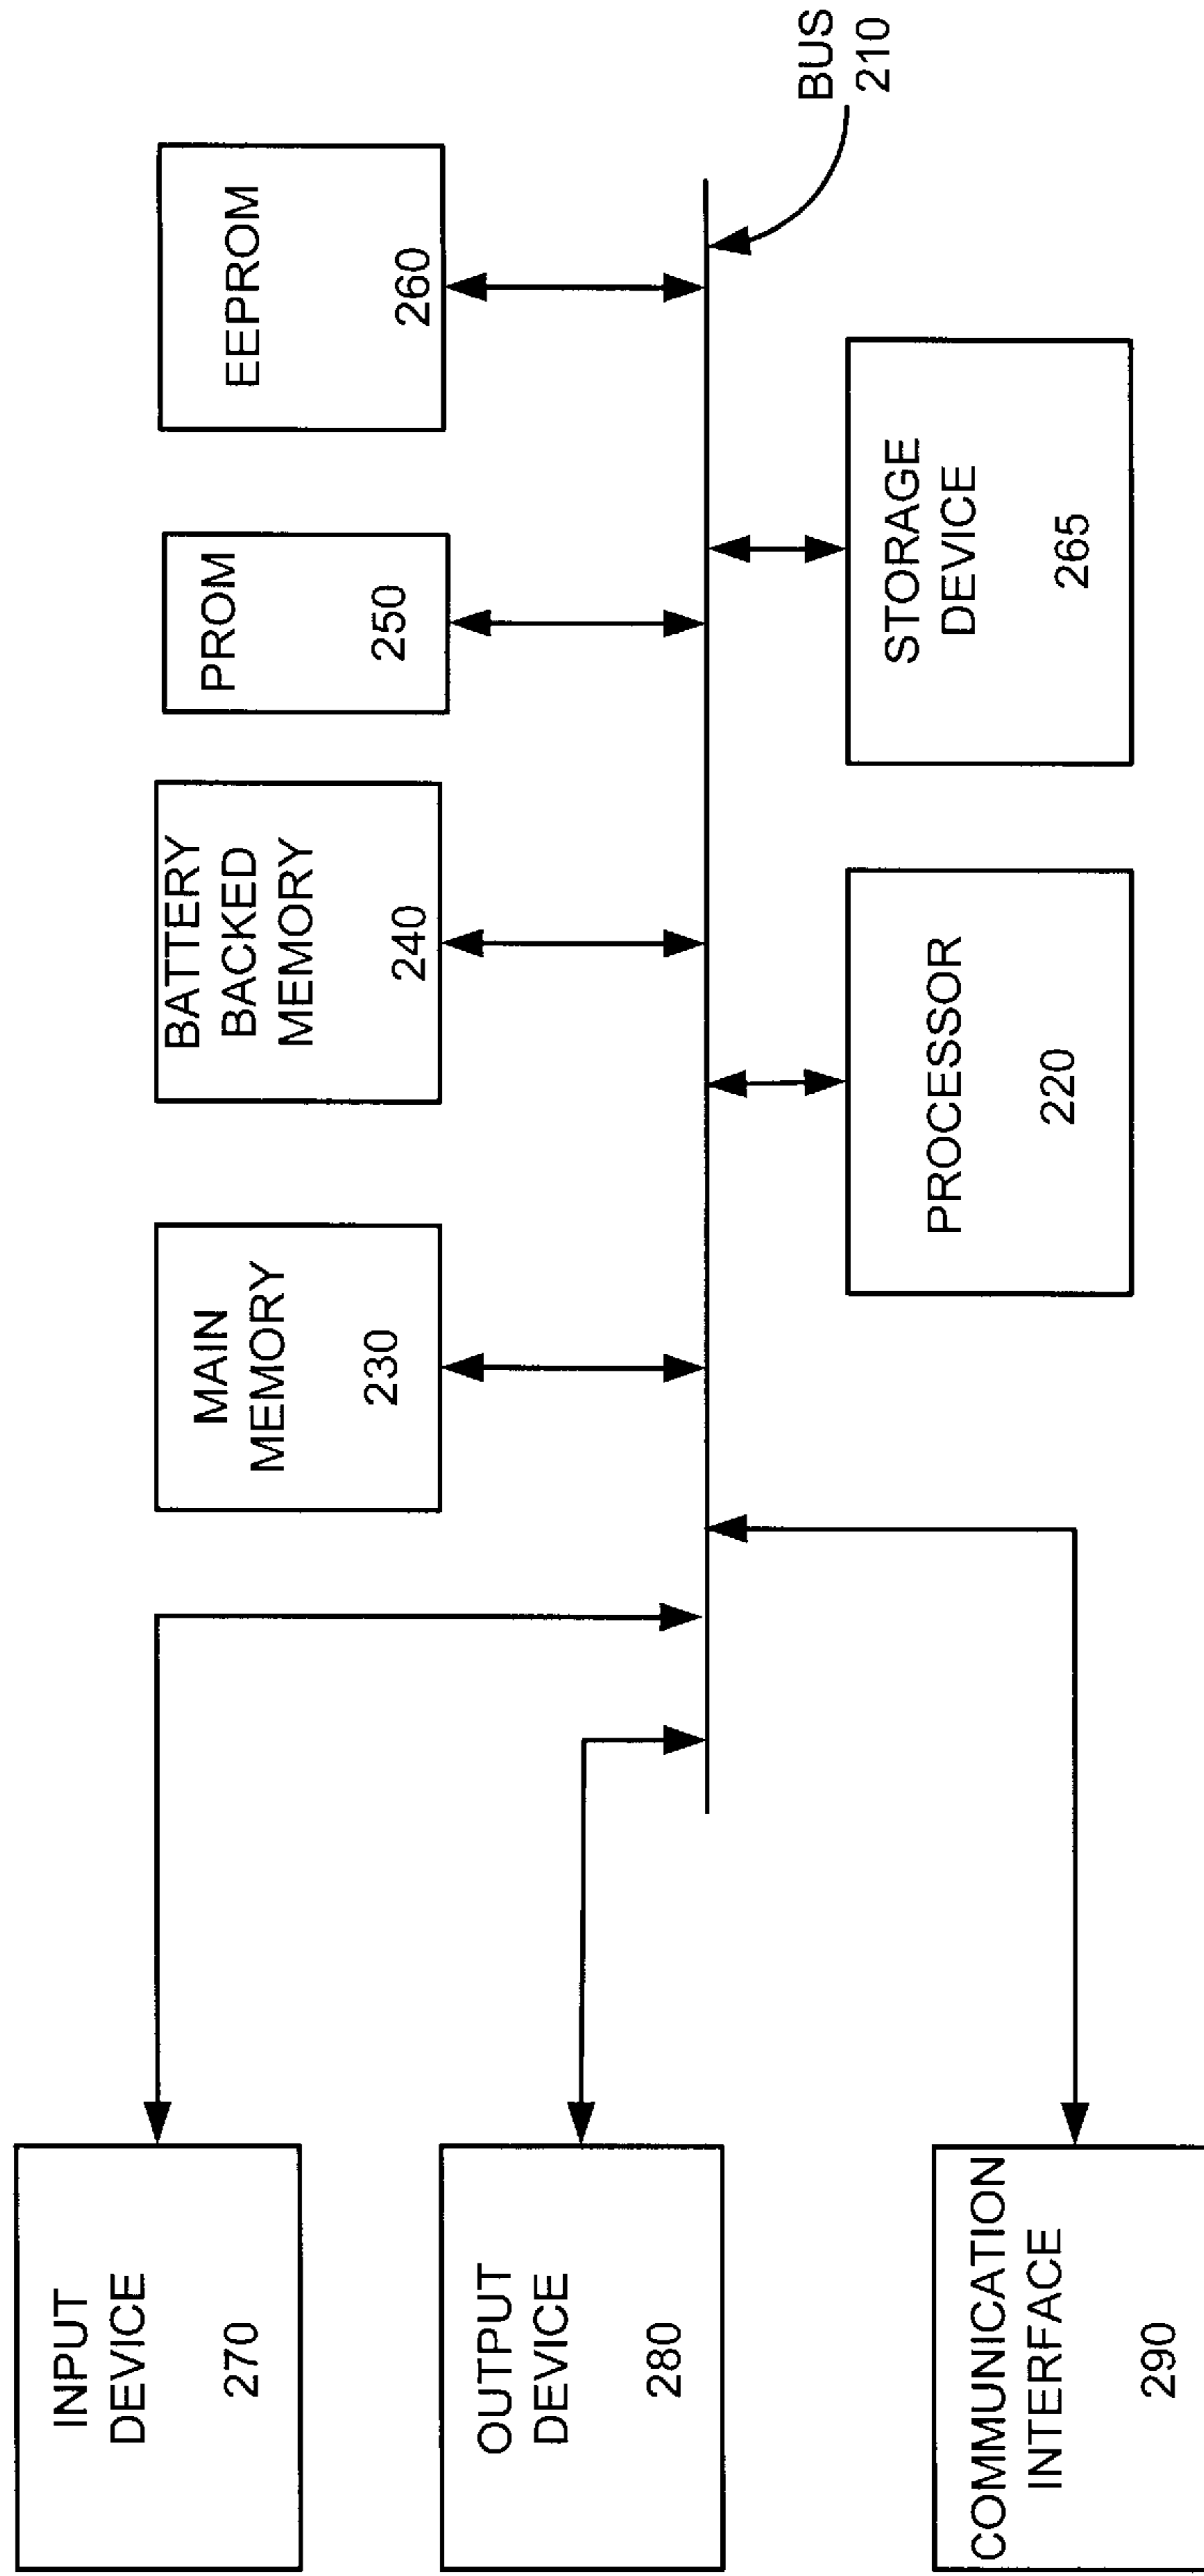 INPUT
DEVICE
270
OUTPUT
DEVICE
280
COMMUNICATION
INTERFACE
290
MAIN
MEMORY
230
BATTERY
BACKED
MEMORY
240
PROM
250
EEPROM
260
PROCESSOR
220
STORAGE
DEVICE
265
BUS
210